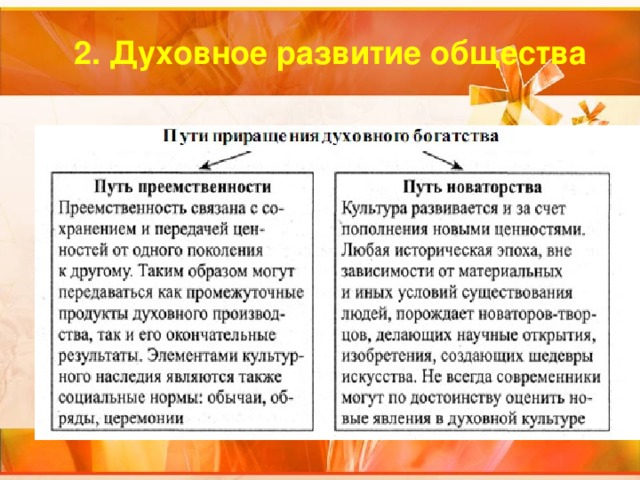 2. Духовное развитие общества
Пути приращения духовного богатства
Путь преемственности
Преемственность связана с со-
хранением и передачей цен-
ностей от одного поколения
к другому. Таким образом могут
передаваться как промежуточные
продукты духовного производ-
ства, так и его окончательные
результаты. Элементами культур-
ного наследия являются также
социальные нормы: обычаи, об-
ряды, церемонии
Путь новаторства
Культура развивается и за счет
пополнения новыми ценностями.
Любая историческая эпоха, вне
зависимости от материальных
и иных условий существования
людей, порождает новаторов-твор-
цов, делающих научные открытия,
изобретения, создающих шедевры
искусства. Не всегда современники
могут по достоинству оценить но-
вые явления в духовной культуре